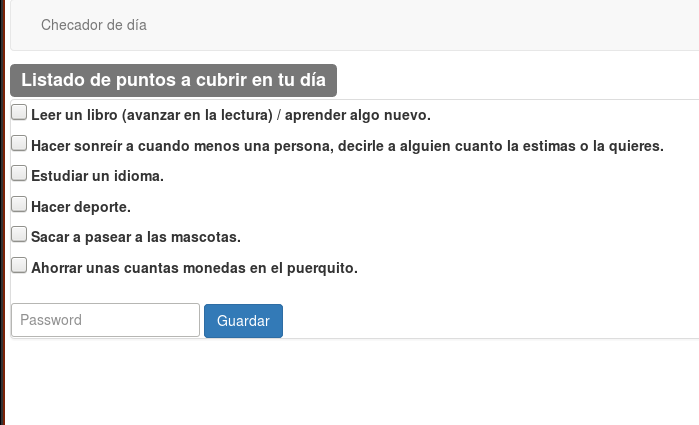 Checador de día
Listado de puntos a cubrir en tu día
Leer un libro (avanzar en la lectura) / aprender algo nuevo.
Hacer sonreír a cuando menos una persona, decirle a alguien cuanto la estimas o la quieres.
Estudiar un idioma.
Hacer deporte.
Sacar a pasear a las mascotas.
Ahorrar unas cuantas monedas en el puerquito.
Password Guardar